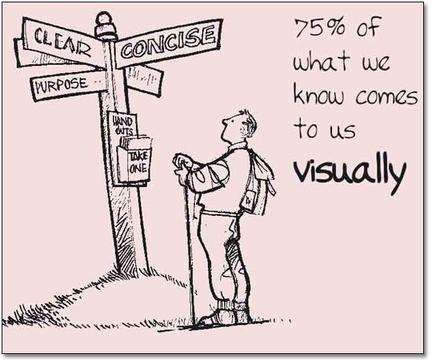 CLEAR
CONCISE
PURPOSE
HAND
OUTS
TAKE
ONE
75% of
what we
know comes
to us
visually